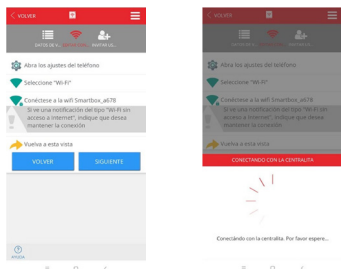 VOLVER
DATOS DE V...
INVITAR US...
Abra los ajustes del teléfono
Seleccione "Wi-Fi"
Conéctese a la wifi Smartbox_a678
Si ve una notificación del tipo "Wi-Fi sin
acceso a Internet", indique que desea
mantener la conexión
Vuelva a esta vista
VOLVER
SIGUIENTE
AYUDA
VOLVER
Abra los ajustes del teléfono
Seleccione "Wi-Fi"
Conéctese a la wifi Smartbox_a678
Si ve una notificación del tipo "Wi-Fi sin
acceso a Internet", indique que desea
mantener la conexión
Vuelva a esta vista
CONECTANDO CON LA CENTRALITA
Conectándo con la centralita. Por favor espere...